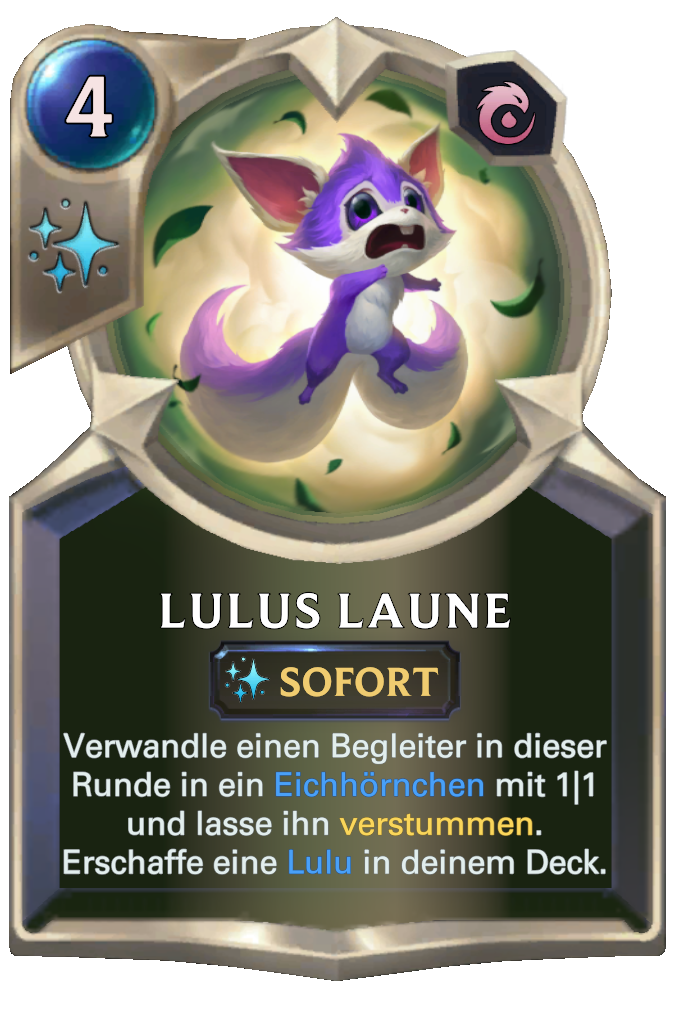 4
LULUS LAUNE
SOFORT
Verwandle einen Begleiter in dieser
Runde in ein Eichhörnchen mit 1|1
und lasse ihn verstummen.
Erschaffe eine Lulu in deinem Deck.